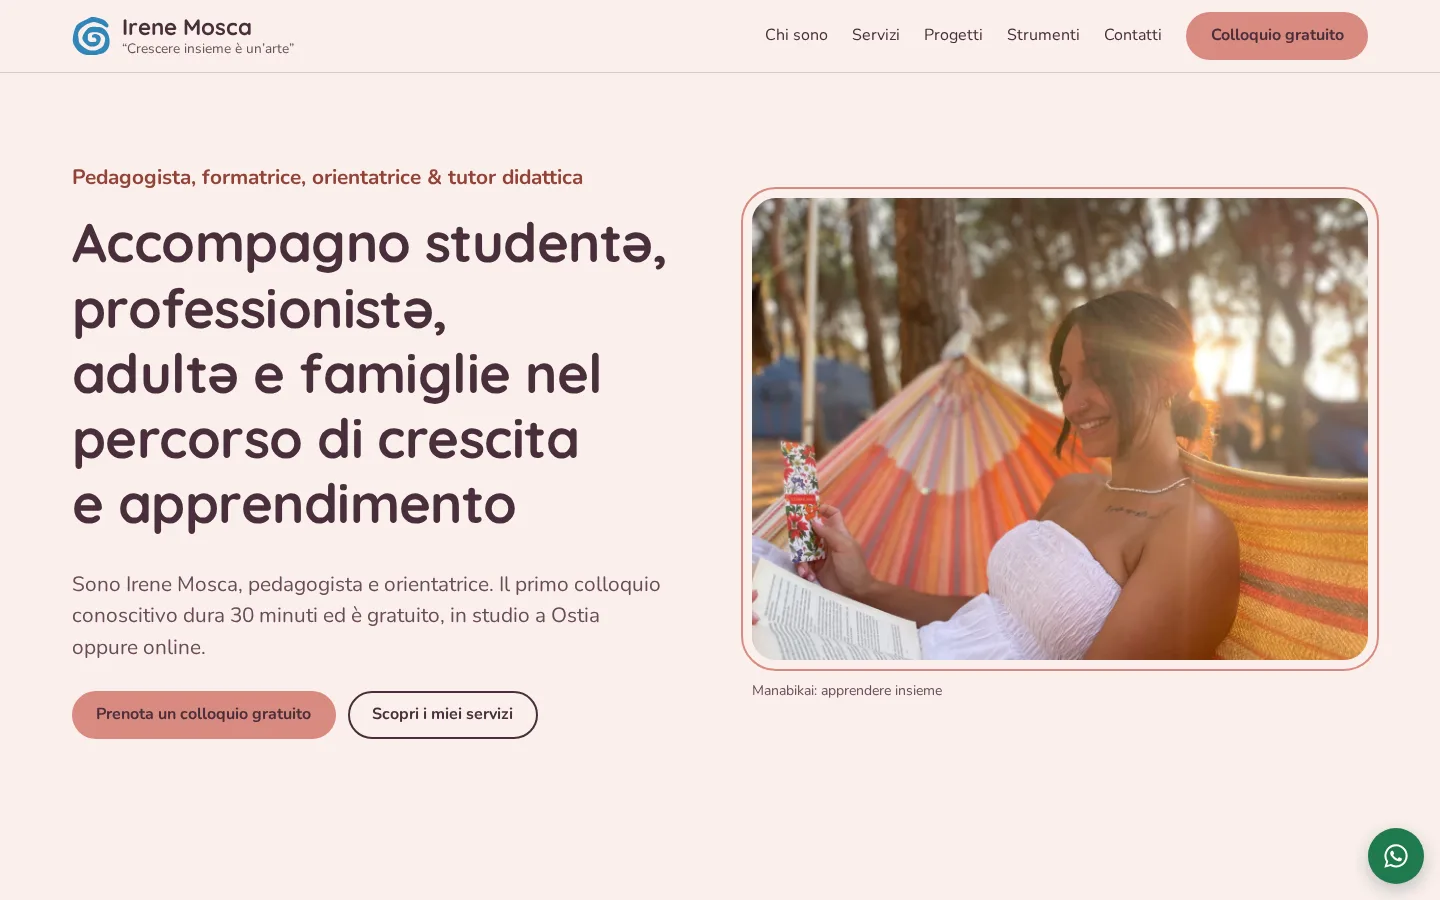 Irene Mosca
“Crescere insieme è un’arte”
Chi sono
Servizi
Progetti
Strumenti
Contatti
Colloquio gratuito
Pedagogista, formatrice, orientatrice & tutor didattica
Accompagno studentə,
professionistə,
adultə e famiglie nel
percorso di crescita
e apprendimento
Sono Irene Mosca, pedagogista e orientatrice. Il primo colloquio
conoscitivo dura 30 minuti ed è gratuito, in studio a Ostia
oppure online.
Prenota un colloquio gratuito
Scopri i miei servizi
Manabikai: apprendere insieme